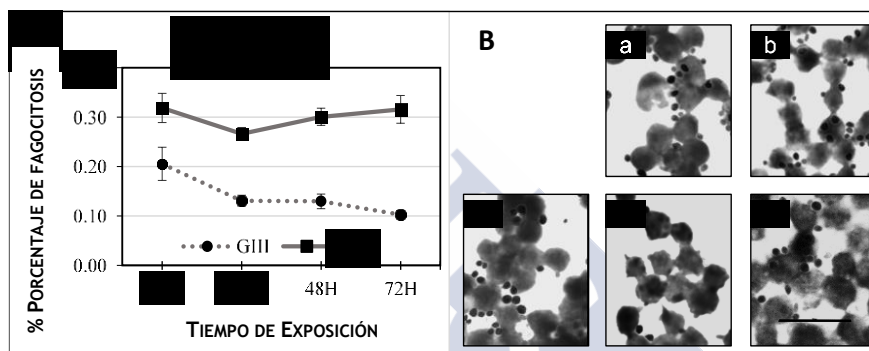 % PORCENTAJE DE FAGOCITOSIS
0.30
0.20
0.10
0.00
GIII
48H
72H
TIEMPO DE EXPOSICIÓN
B
a
b